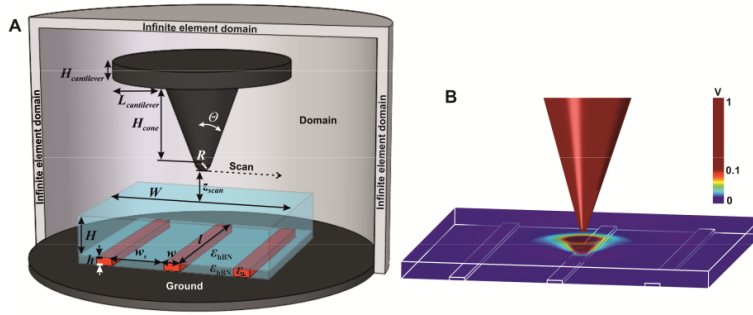 A
Infinite element domain
Infinite element domain
Infinite element domain
H_cantilever
L_cantilever
H_cone
Θ
Domain
R
Scan
z_scan
W
H
h
w_s
w
l
ε_hBN
ε_hBN
Ground
B
V
1
0.1
0